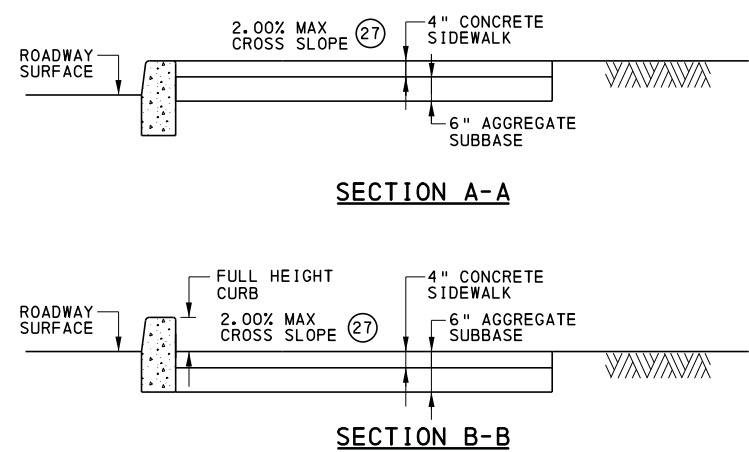 2.00% MAX
CROSS SLOPE 27
4" CONCRETE
SIDEWALK
ROADWAY
SURFACE
6" AGGREGATE
SUBBASE
SECTION A-A
FULL HEIGHT
CURB
4" CONCRETE
SIDEWALK
ROADWAY
SURFACE
2.00% MAX
CROSS SLOPE 27
6" AGGREGATE
SUBBASE
SECTION B-B